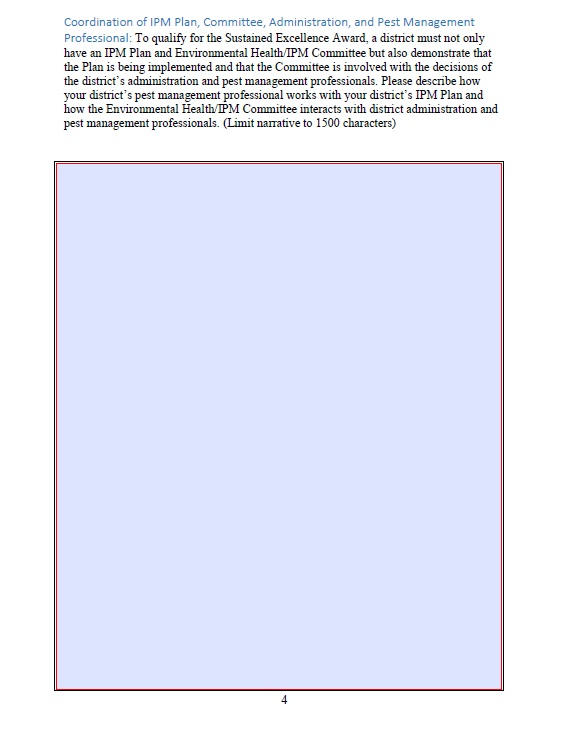 Coordination of IPM Plan, Committee, Administration, and Pest Management
Professional: To qualify for the Sustained Excellence Award, a district must not only
have an IPM Plan and Environmental Health/IPM Committee but also demonstrate that
the Plan is being implemented and that the Committee is involved with the decisions of
the district’s administration and pest management professionals. Please describe how
your district’s pest management professional works with your district’s IPM Plan and
how the Environmental Health/IPM Committee interacts with district administration and
pest management professionals. (Limit narrative to 1500 characters)
4